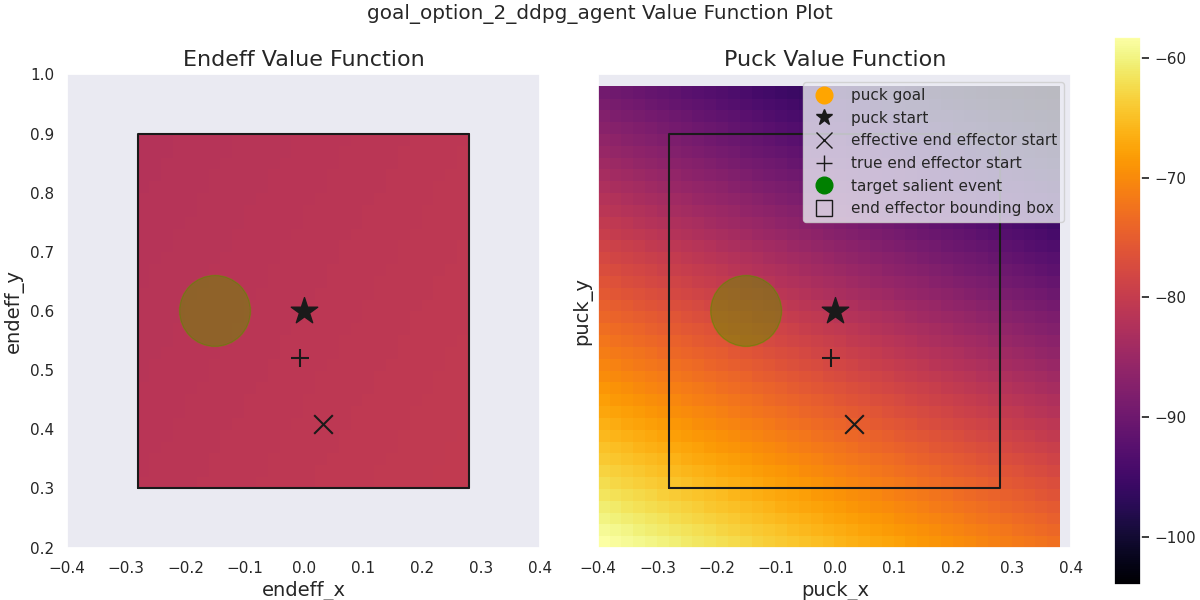 goal_option_2_ddpg_agent Value Function Plot
Endeff Value Function
1.0
0.9
0.8
0.7
0.6
0.5
0.4
0.3
0.2
endeff_y
−0.4 −0.3 −0.2 −0.1 0.0 0.1 0.2 0.3 0.4
endeff_x
Puck Value Function
puck goal
puck start
effective end effector start
true end effector start
target salient event
end effector bounding box
puck_y
−0.4 −0.3 −0.2 −0.1 0.0 0.1 0.2 0.3 0.4
puck_x
−60
−70
−80
−90
−100